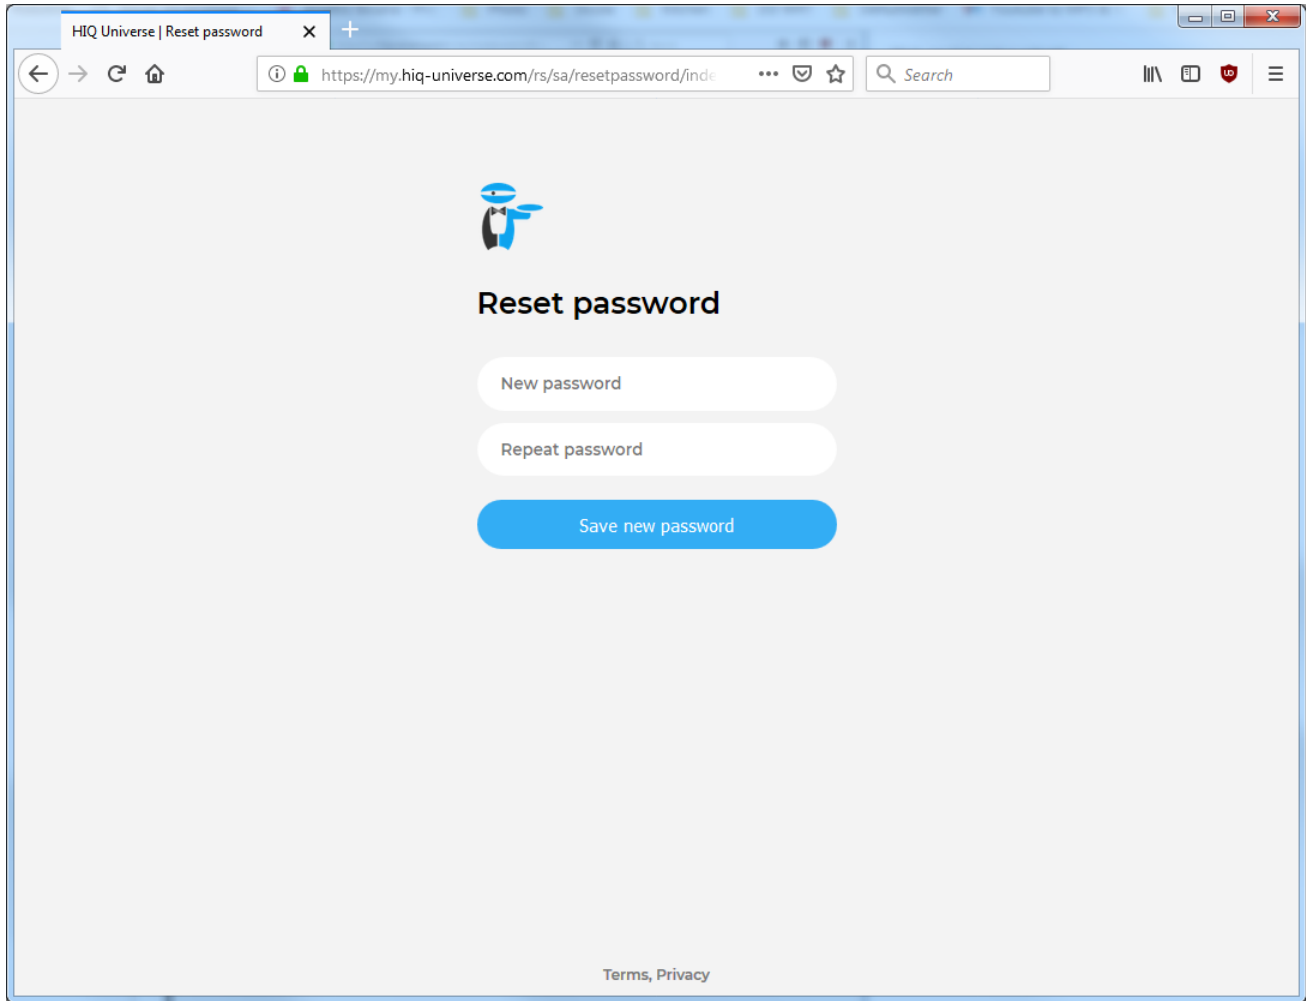 HIQ Universe | Reset password
https://my.hiq-universe.com/rs/sa/resetpassword/inde
Search
Reset password
New password
Repeat password
Save new password
Terms, Privacy